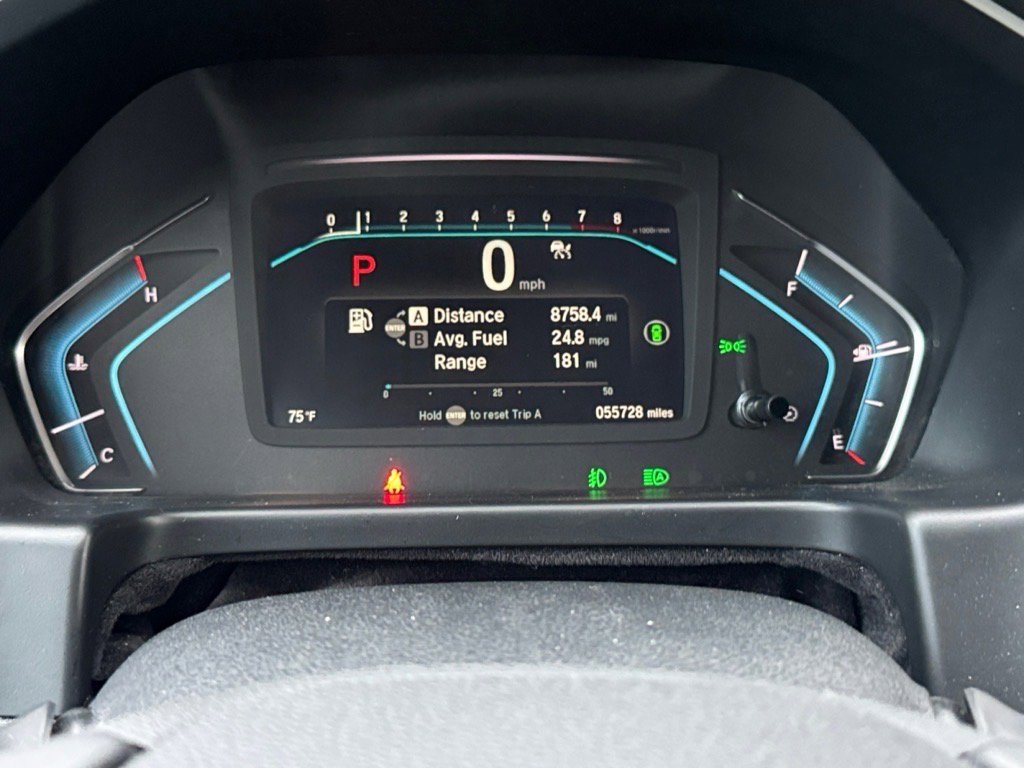 0 1 2 3 4 5 6 7 8
x 1000r/min
P 0 mph
H
F
A Distance 8758.4 mi
ENTER
B Avg. Fuel 24.8 mpg
Range 181 mi
0 25 50
75°F Hold ENTER to reset Trip A 055728 miles
C
E
A